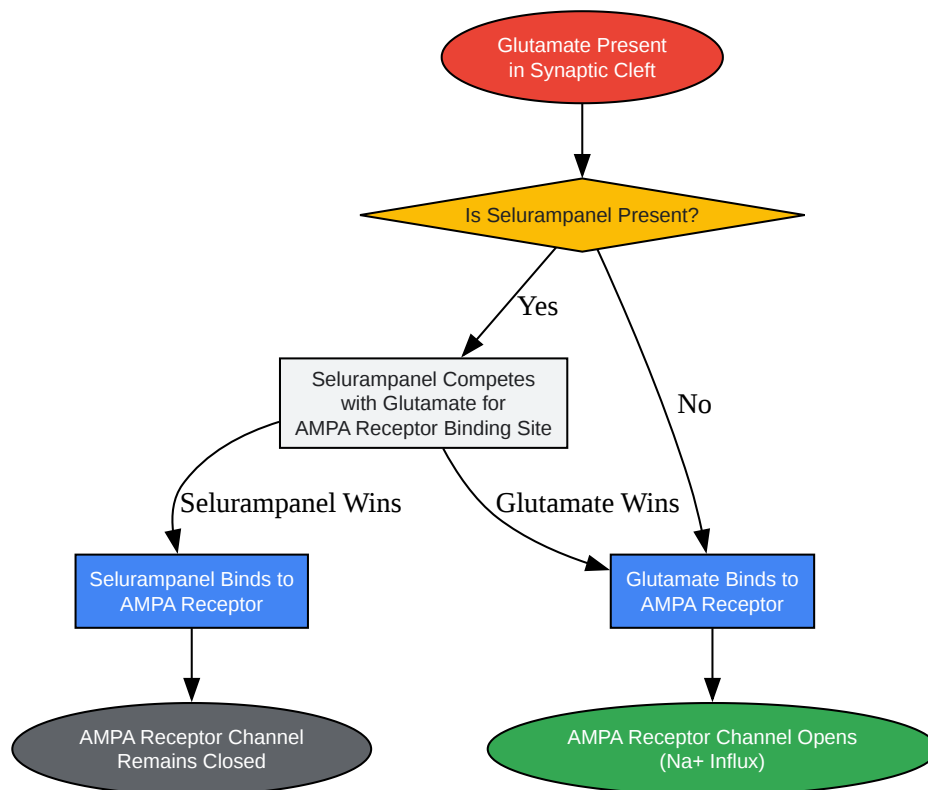 Glutamate Present
in Synaptic Cleft
Is Selurampanel Present?
Yes
No
Selurampanel Competes
with Glutamate for
AMPA Receptor Binding Site
Selurampanel Wins
Glutamate Wins
Selurampanel Binds to
AMPA Receptor
Glutamate Binds to
AMPA Receptor
AMPA Receptor Channel
Remains Closed
AMPA Receptor Channel Opens
(Na+ Influx)